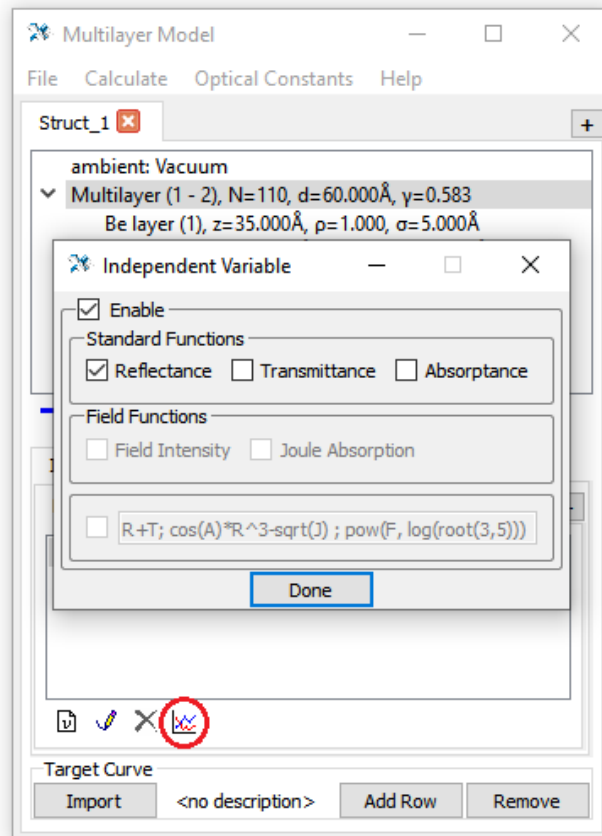 Multilayer Model
File Calculate Optical Constants Help
Struct_1
+
ambient: Vacuum
Multilayer (1 - 2), N=110, d=60.000Å, γ=0.583
Be layer (1), z=35.000Å, ρ=1.000, σ=5.000Å
Independent Variable
Enable
Standard Functions
Reflectance Transmittance Absorptance
Field Functions
Field Intensity Joule Absorption
R+T; cos(A)*R^3-sqrt(J) ; pow(F, log(root(3,5)))
Done
Target Curve
Import <no description> Add Row Remove